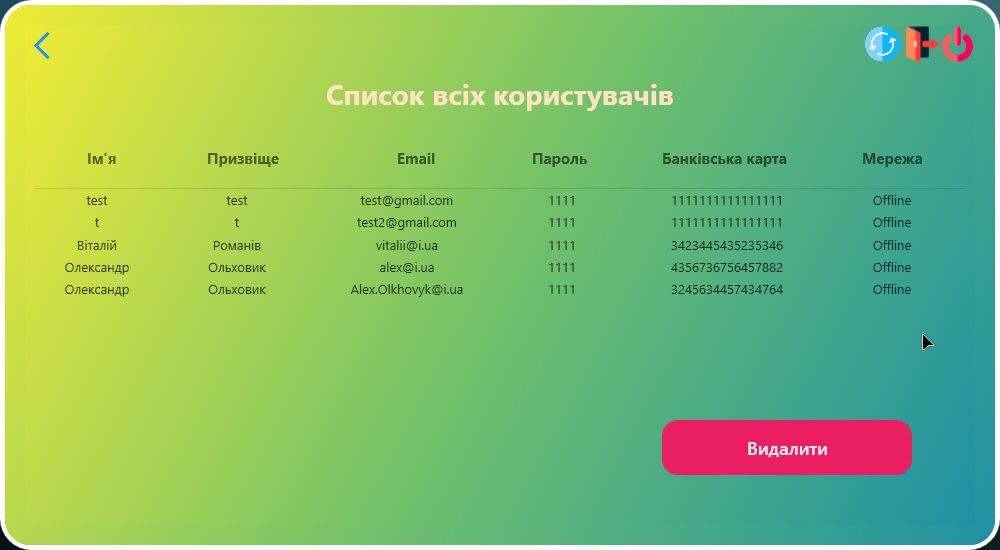 Список всіх користувачів
Ім'я Призвіще Email Пароль Банківська карта Мережа
test test test@gmail.com 1111 1111111111111111 Offline
t t test2@gmail.com 1111 1111111111111111 Offline
Віталій Романів vitalii@i.ua 1111 3423445435235346 Offline
Олександр Ольховик alex@i.ua 1111 4356736756457882 Offline
Олександр Ольховик Alex.Olkhovyk@i.ua 1111 3245634457434764 Offline
Видалити